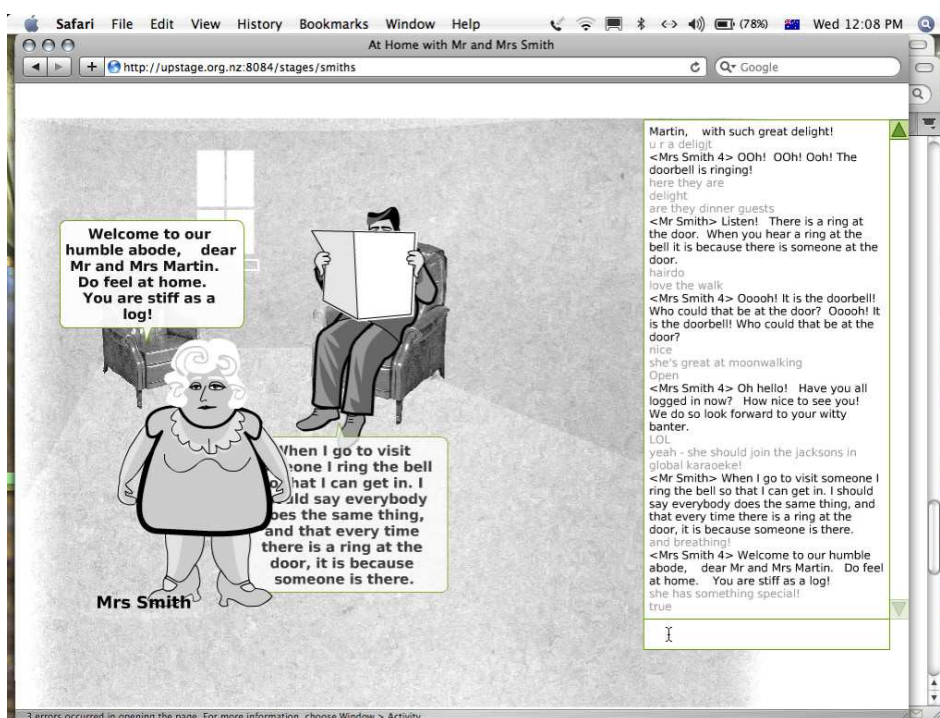 Safari File Edit View History Bookmarks Window Help (78%) Wed 12:08 PM
At Home with Mr and Mrs Smith
http://upstage.org.nz:8084/stages/smiths
Google
Welcome to our
humble abode, dear
Mr and Mrs Martin.
Do feel at home.
You are stiff as a
log!
When I go to visit
I ring the bell
that I can get in. I
say everybody
the same thing,
and that every time
there is a ring at the
door, it is because
someone is there.
Mrs Smith
Martin, with such great delight!
u r a deligjt
<Mrs Smith 4> OOh! OOh! Ooh! The
doorbell is ringing!
here they are
delight
are they dinner guests
<Mr Smith> Listen! There is a ring at
the door. When you hear a ring at the
bell it is because there is someone at the
door.
hairdo
love the walk
<Mrs Smith 4> Ooooh! It is the doorbell!
Who could that be at the door? Ooooh! It
is the doorbell! Who could that be at the
door?
nice
she's great at moonwalking
Open
<Mrs Smith 4> Oh hello! Have you all
logged in now? How nice to see you!
We do so look forward to your witty
banter.
LOL
yeah - she should join the jacksons in
global karaoeke!
<Mr Smith> When I go to visit someone I
ring the bell so that I can get in. I should
say everybody does the same thing, and
that every time there is a ring at the
door, it is because someone is there.
and breathing!
<Mrs Smith 4> Welcome to our humble
abode, dear Mr and Mrs Martin. Do feel
at home. You are stiff as a log!
she has something special!
true
3 errors occurred in opening the page. For more information, choose Window > Activity